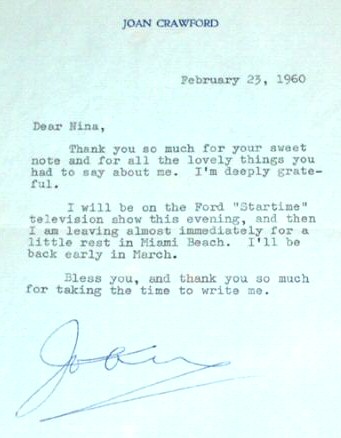 JOAN CRAWFORD
February 23, 1960
Dear Nina,
Thank you so much for your sweet
note and for all the lovely things you
had to say about me. I'm deeply grate-
ful.
I will be on the Ford "Startime"
television show this evening, and then
I am leaving almost immediately for a
little rest in Miami Beach. I'll be
back early in March.
Bless you, and thank you so much
for taking the time to write me.
Joan